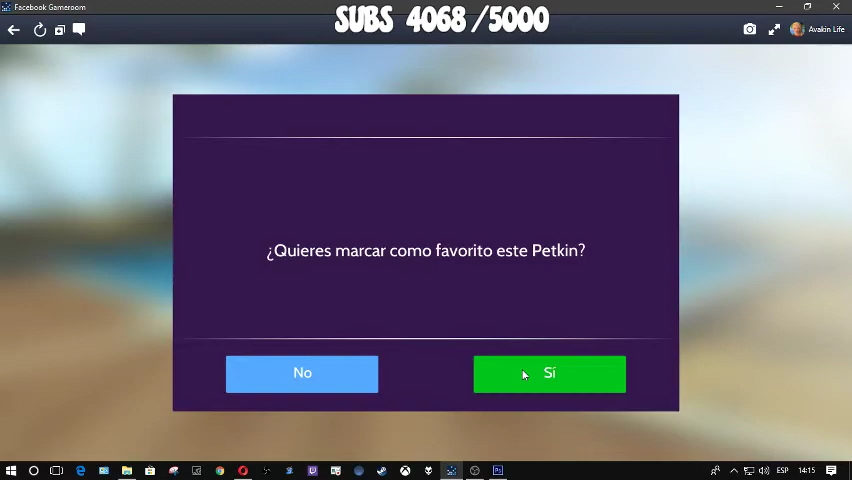 Facebook Gameroom
SUBS 4068/5000
Avakin Life
¿Quieres marcar como favorito este Petkin?
No
Sí
ESP
14:15